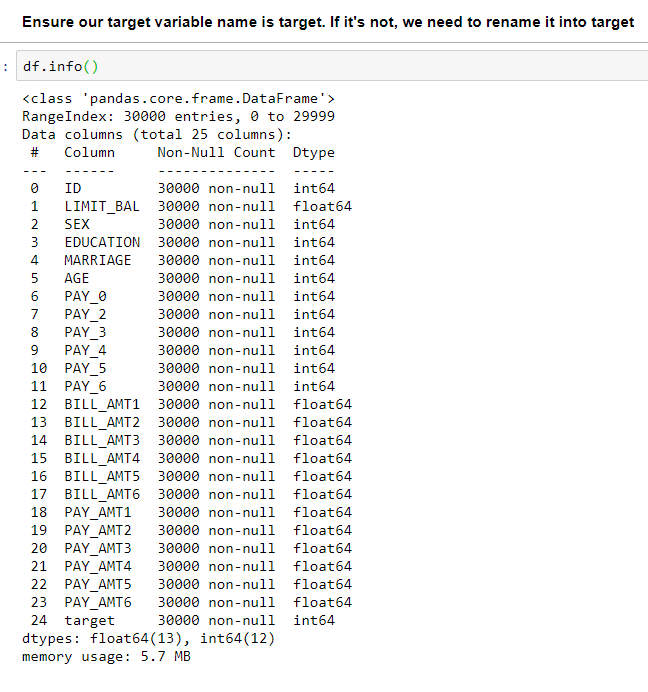 Ensure our target variable name is target. If it's not, we need to rename it into target
: df.info()
<class 'pandas.core.frame.DataFrame'>
RangeIndex: 30000 entries, 0 to 29999
Data columns (total 25 columns):
 #   Column     Non-Null Count  Dtype
---  ------     --------------  -----
 0   ID         30000 non-null  int64
 1   LIMIT_BAL  30000 non-null  float64
 2   SEX        30000 non-null  int64
 3   EDUCATION  30000 non-null  int64
 4   MARRIAGE   30000 non-null  int64
 5   AGE        30000 non-null  int64
 6   PAY_0      30000 non-null  int64
 7   PAY_2      30000 non-null  int64
 8   PAY_3      30000 non-null  int64
 9   PAY_4      30000 non-null  int64
 10  PAY_5      30000 non-null  int64
 11  PAY_6      30000 non-null  int64
 12  BILL_AMT1  30000 non-null  float64
 13  BILL_AMT2  30000 non-null  float64
 14  BILL_AMT3  30000 non-null  float64
 15  BILL_AMT4  30000 non-null  float64
 16  BILL_AMT5  30000 non-null  float64
 17  BILL_AMT6  30000 non-null  float64
 18  PAY_AMT1   30000 non-null  float64
 19  PAY_AMT2   30000 non-null  float64
 20  PAY_AMT3   30000 non-null  float64
 21  PAY_AMT4   30000 non-null  float64
 22  PAY_AMT5   30000 non-null  float64
 23  PAY_AMT6   30000 non-null  float64
 24  target     30000 non-null  int64
dtypes: float64(13), int64(12)
memory usage: 5.7 MB